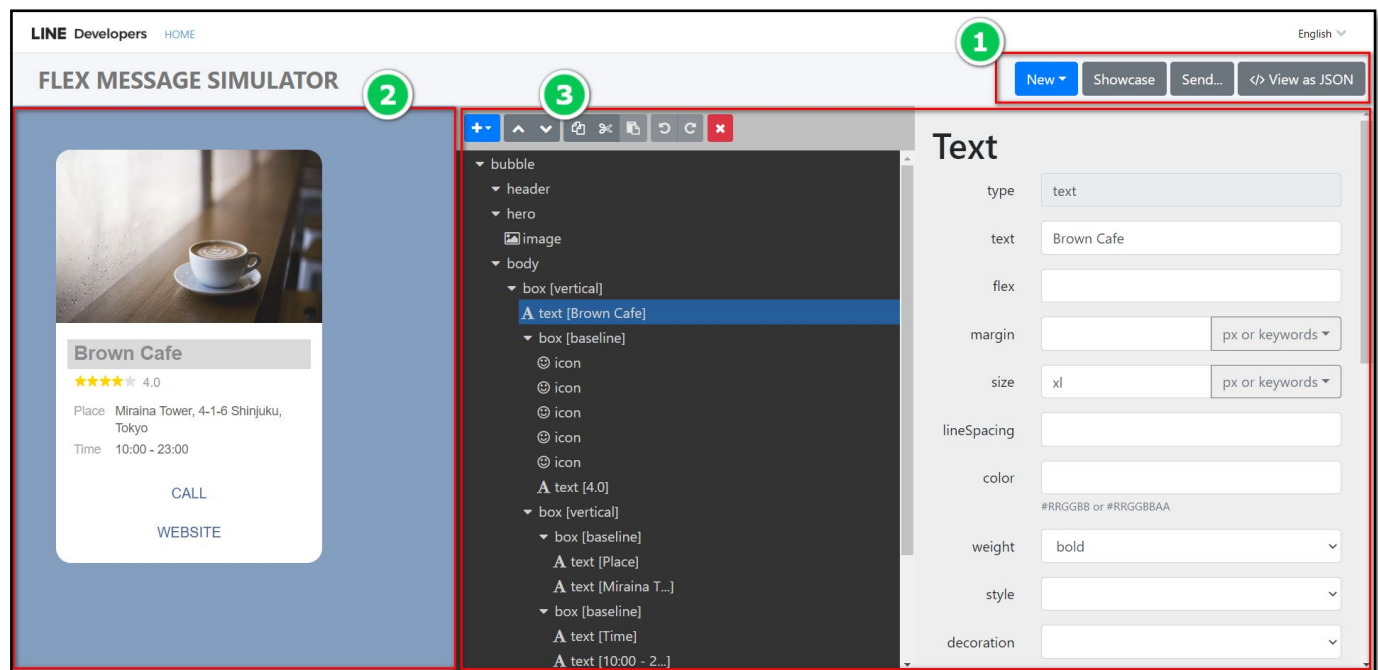 LINE Developers HOME
English
1
FLEX MESSAGE SIMULATOR
New
Showcase
Send...
</> View as JSON
2
3
Brown Cafe
4.0
Place Miraina Tower, 4-1-6 Shinjuku,
Tokyo
Time 10:00 - 23:00
CALL
WEBSITE
bubble
header
hero
image
body
box [vertical]
A text [Brown Cafe]
box [baseline]
icon
icon
icon
icon
icon
A text [4.0]
box [vertical]
box [baseline]
A text [Place]
A text [Miraina T...]
box [baseline]
A text [Time]
A text [10:00 - 2...]
Text
type text
text Brown Cafe
flex
margin px or keywords
size xl px or keywords
lineSpacing
color
#RRGGBB or #RRGGBBAA
weight bold
style
decoration